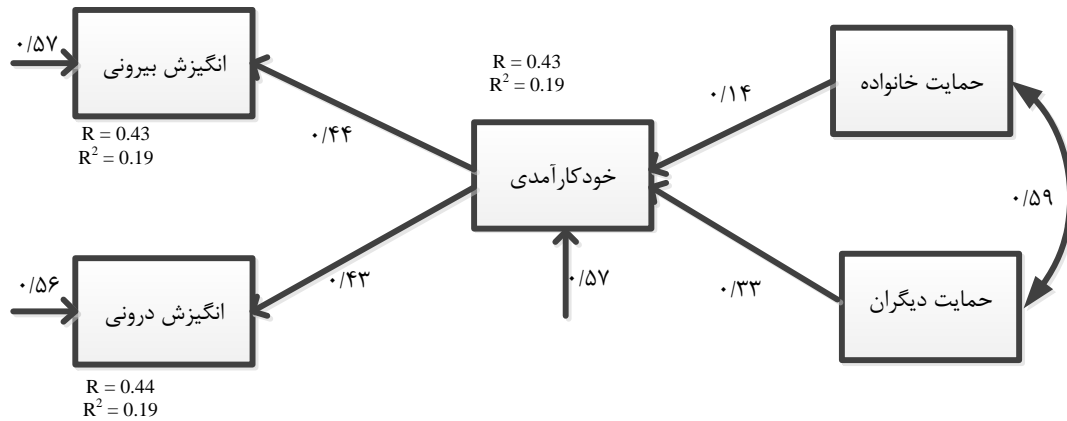 حمایت خانواده
حمایت دیگران
۰/۵۹
۰/۱۴
۰/۳۳
R = 0.43
R² = 0.19
خودکارآمدی
۰/۵۷
۰/۴۴
۰/۴۳
انگیزش بیرونی
۰/۵۷
R = 0.43
R² = 0.19
انگیزش درونی
۰/۵۶
R = 0.44
R² = 0.19